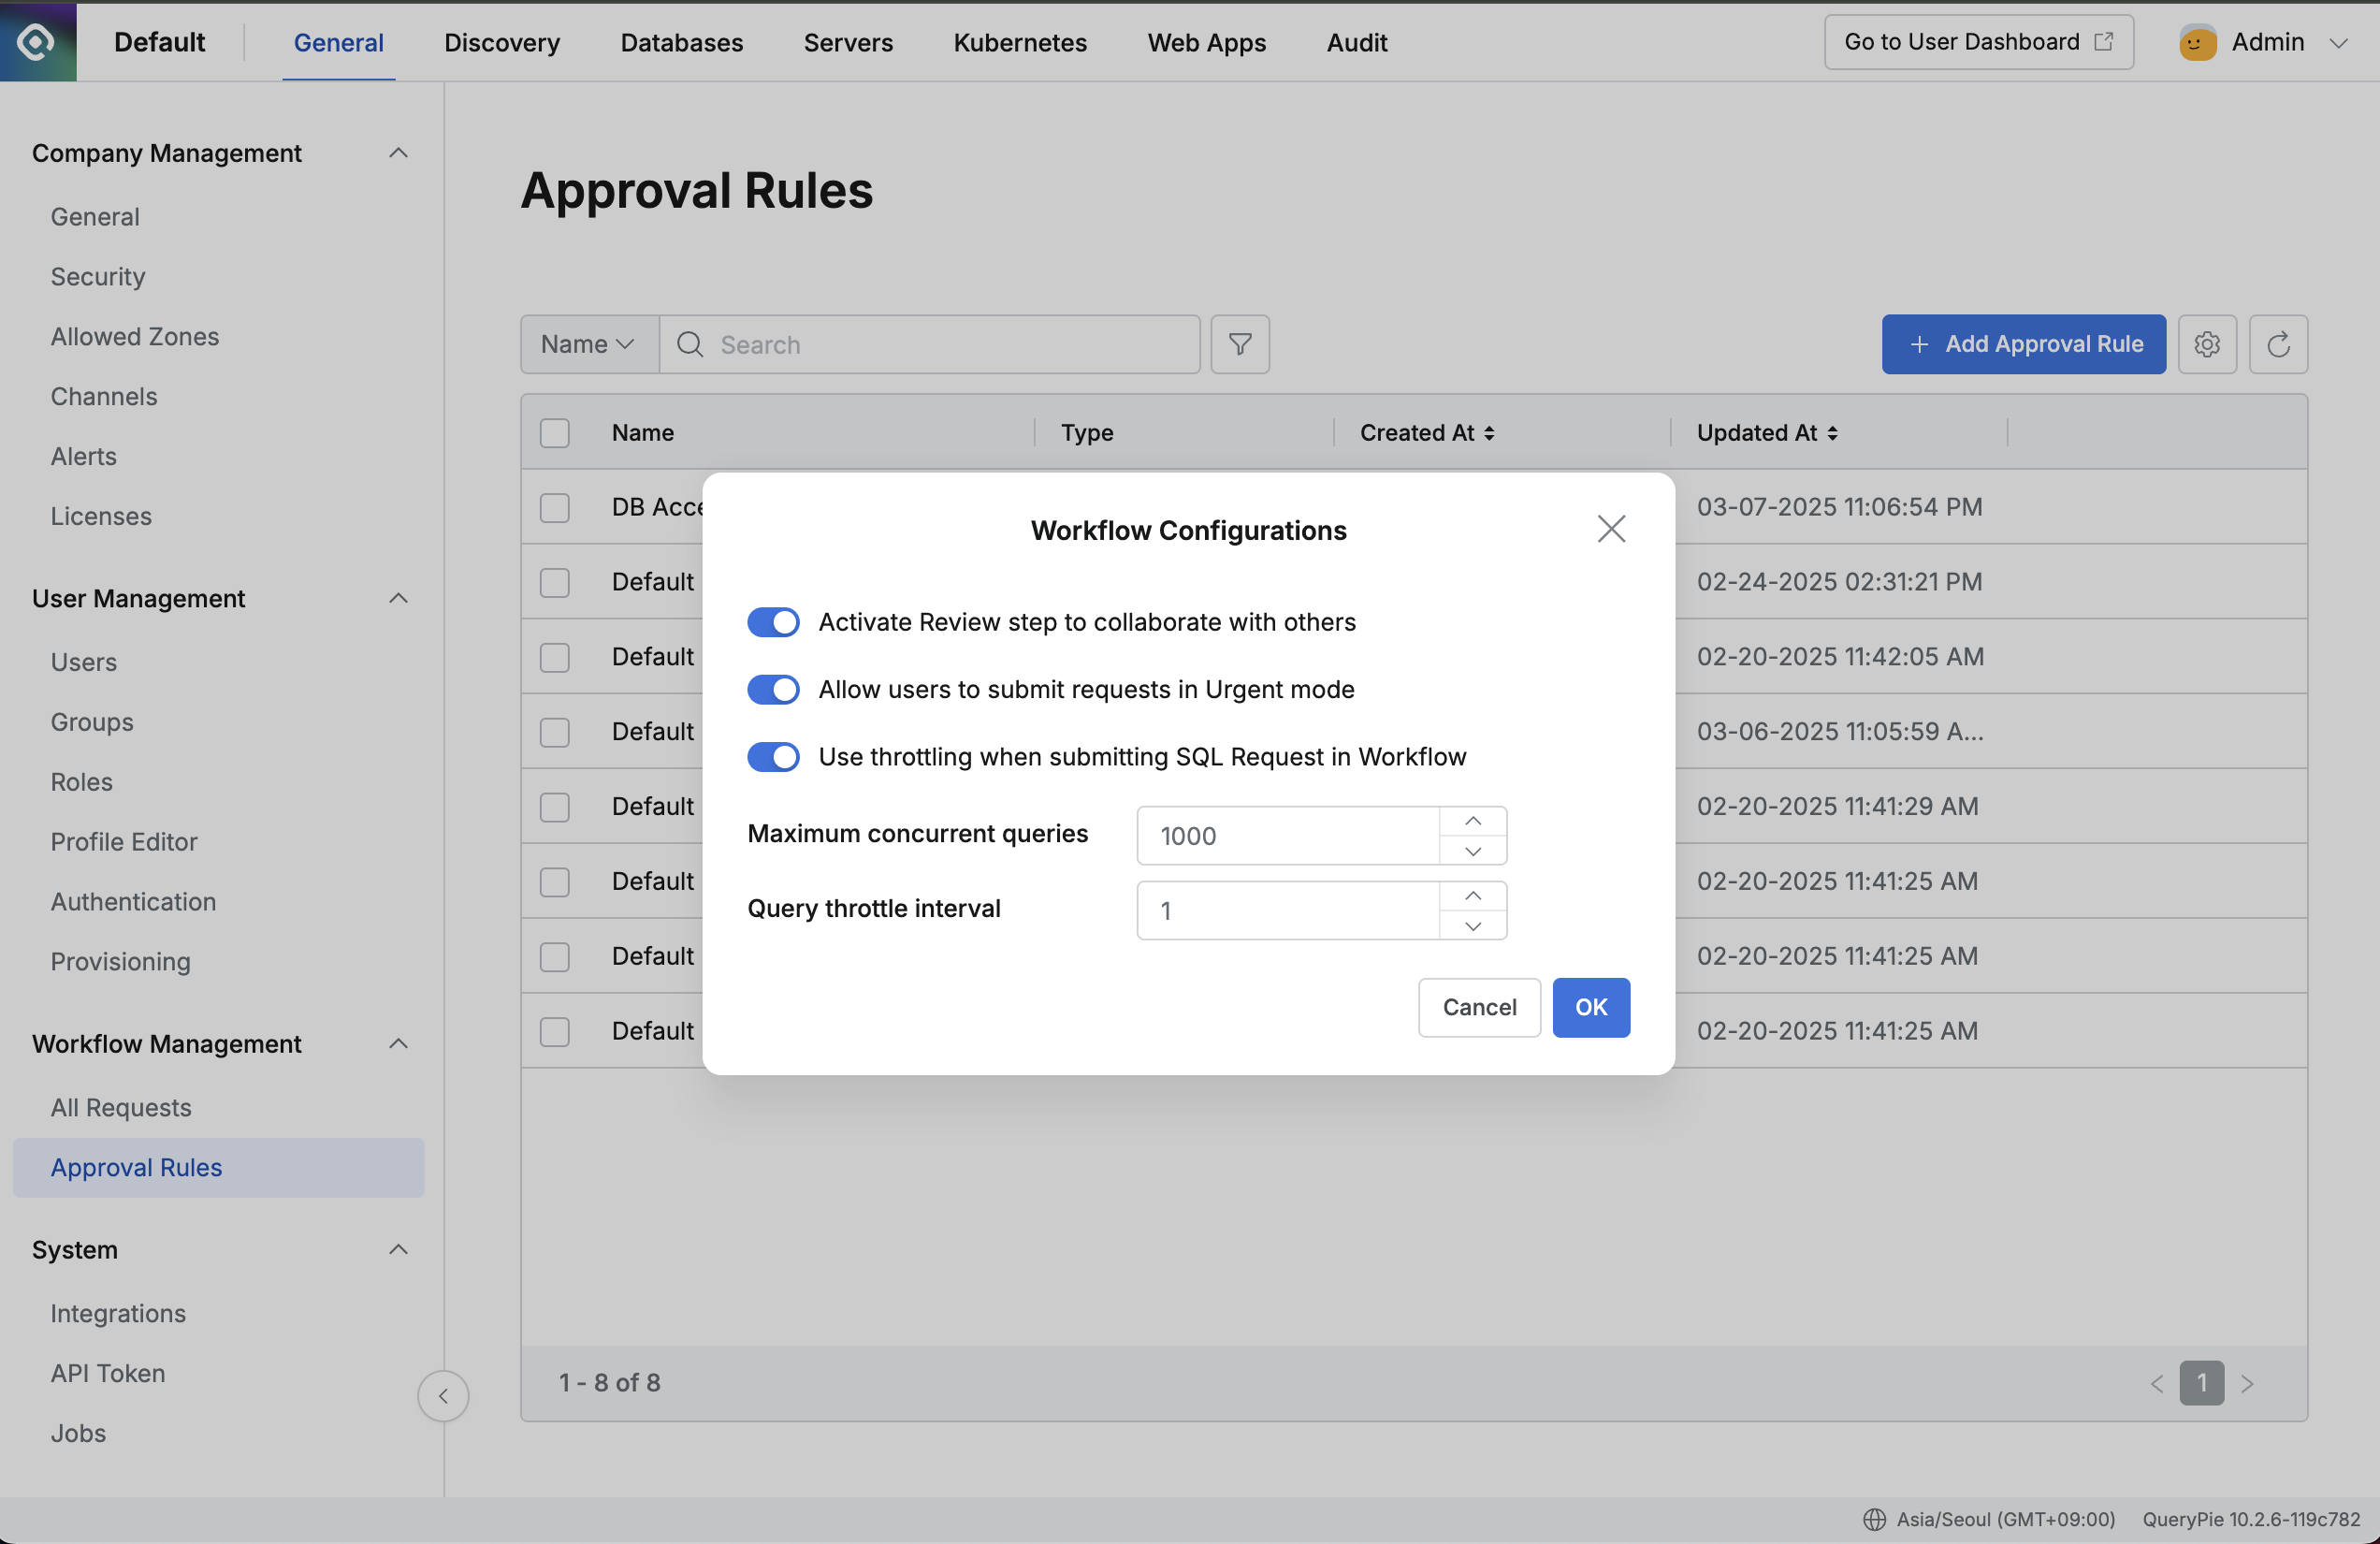 Default
General
Discovery
Databases
Servers
Kubernetes
Web Apps
Audit
Go to User Dashboard
Admin
Company Management
General
Security
Allowed Zones
Channels
Alerts
Licenses
User Management
Users
Groups
Roles
Profile Editor
Authentication
Provisioning
Workflow Management
All Requests
Approval Rules
System
Integrations
API Token
Jobs
Approval Rules
Name
Search
+ Add Approval Rule
Name Type Created At Updated At
DB Acce 03-07-2025 11:06:54 PM
Default 02-24-2025 02:31:21 PM
Default 02-20-2025 11:42:05 AM
Default 03-06-2025 11:05:59 A...
Default 02-20-2025 11:41:29 AM
Default 02-20-2025 11:41:25 AM
Default 02-20-2025 11:41:25 AM
Default 02-20-2025 11:41:25 AM
Workflow Configurations
Activate Review step to collaborate with others
Allow users to submit requests in Urgent mode
Use throttling when submitting SQL Request in Workflow
Maximum concurrent queries 1000
Query throttle interval 1
Cancel OK
1 - 8 of 8
1
Asia/Seoul (GMT+09:00) QueryPie 10.2.6-119c782